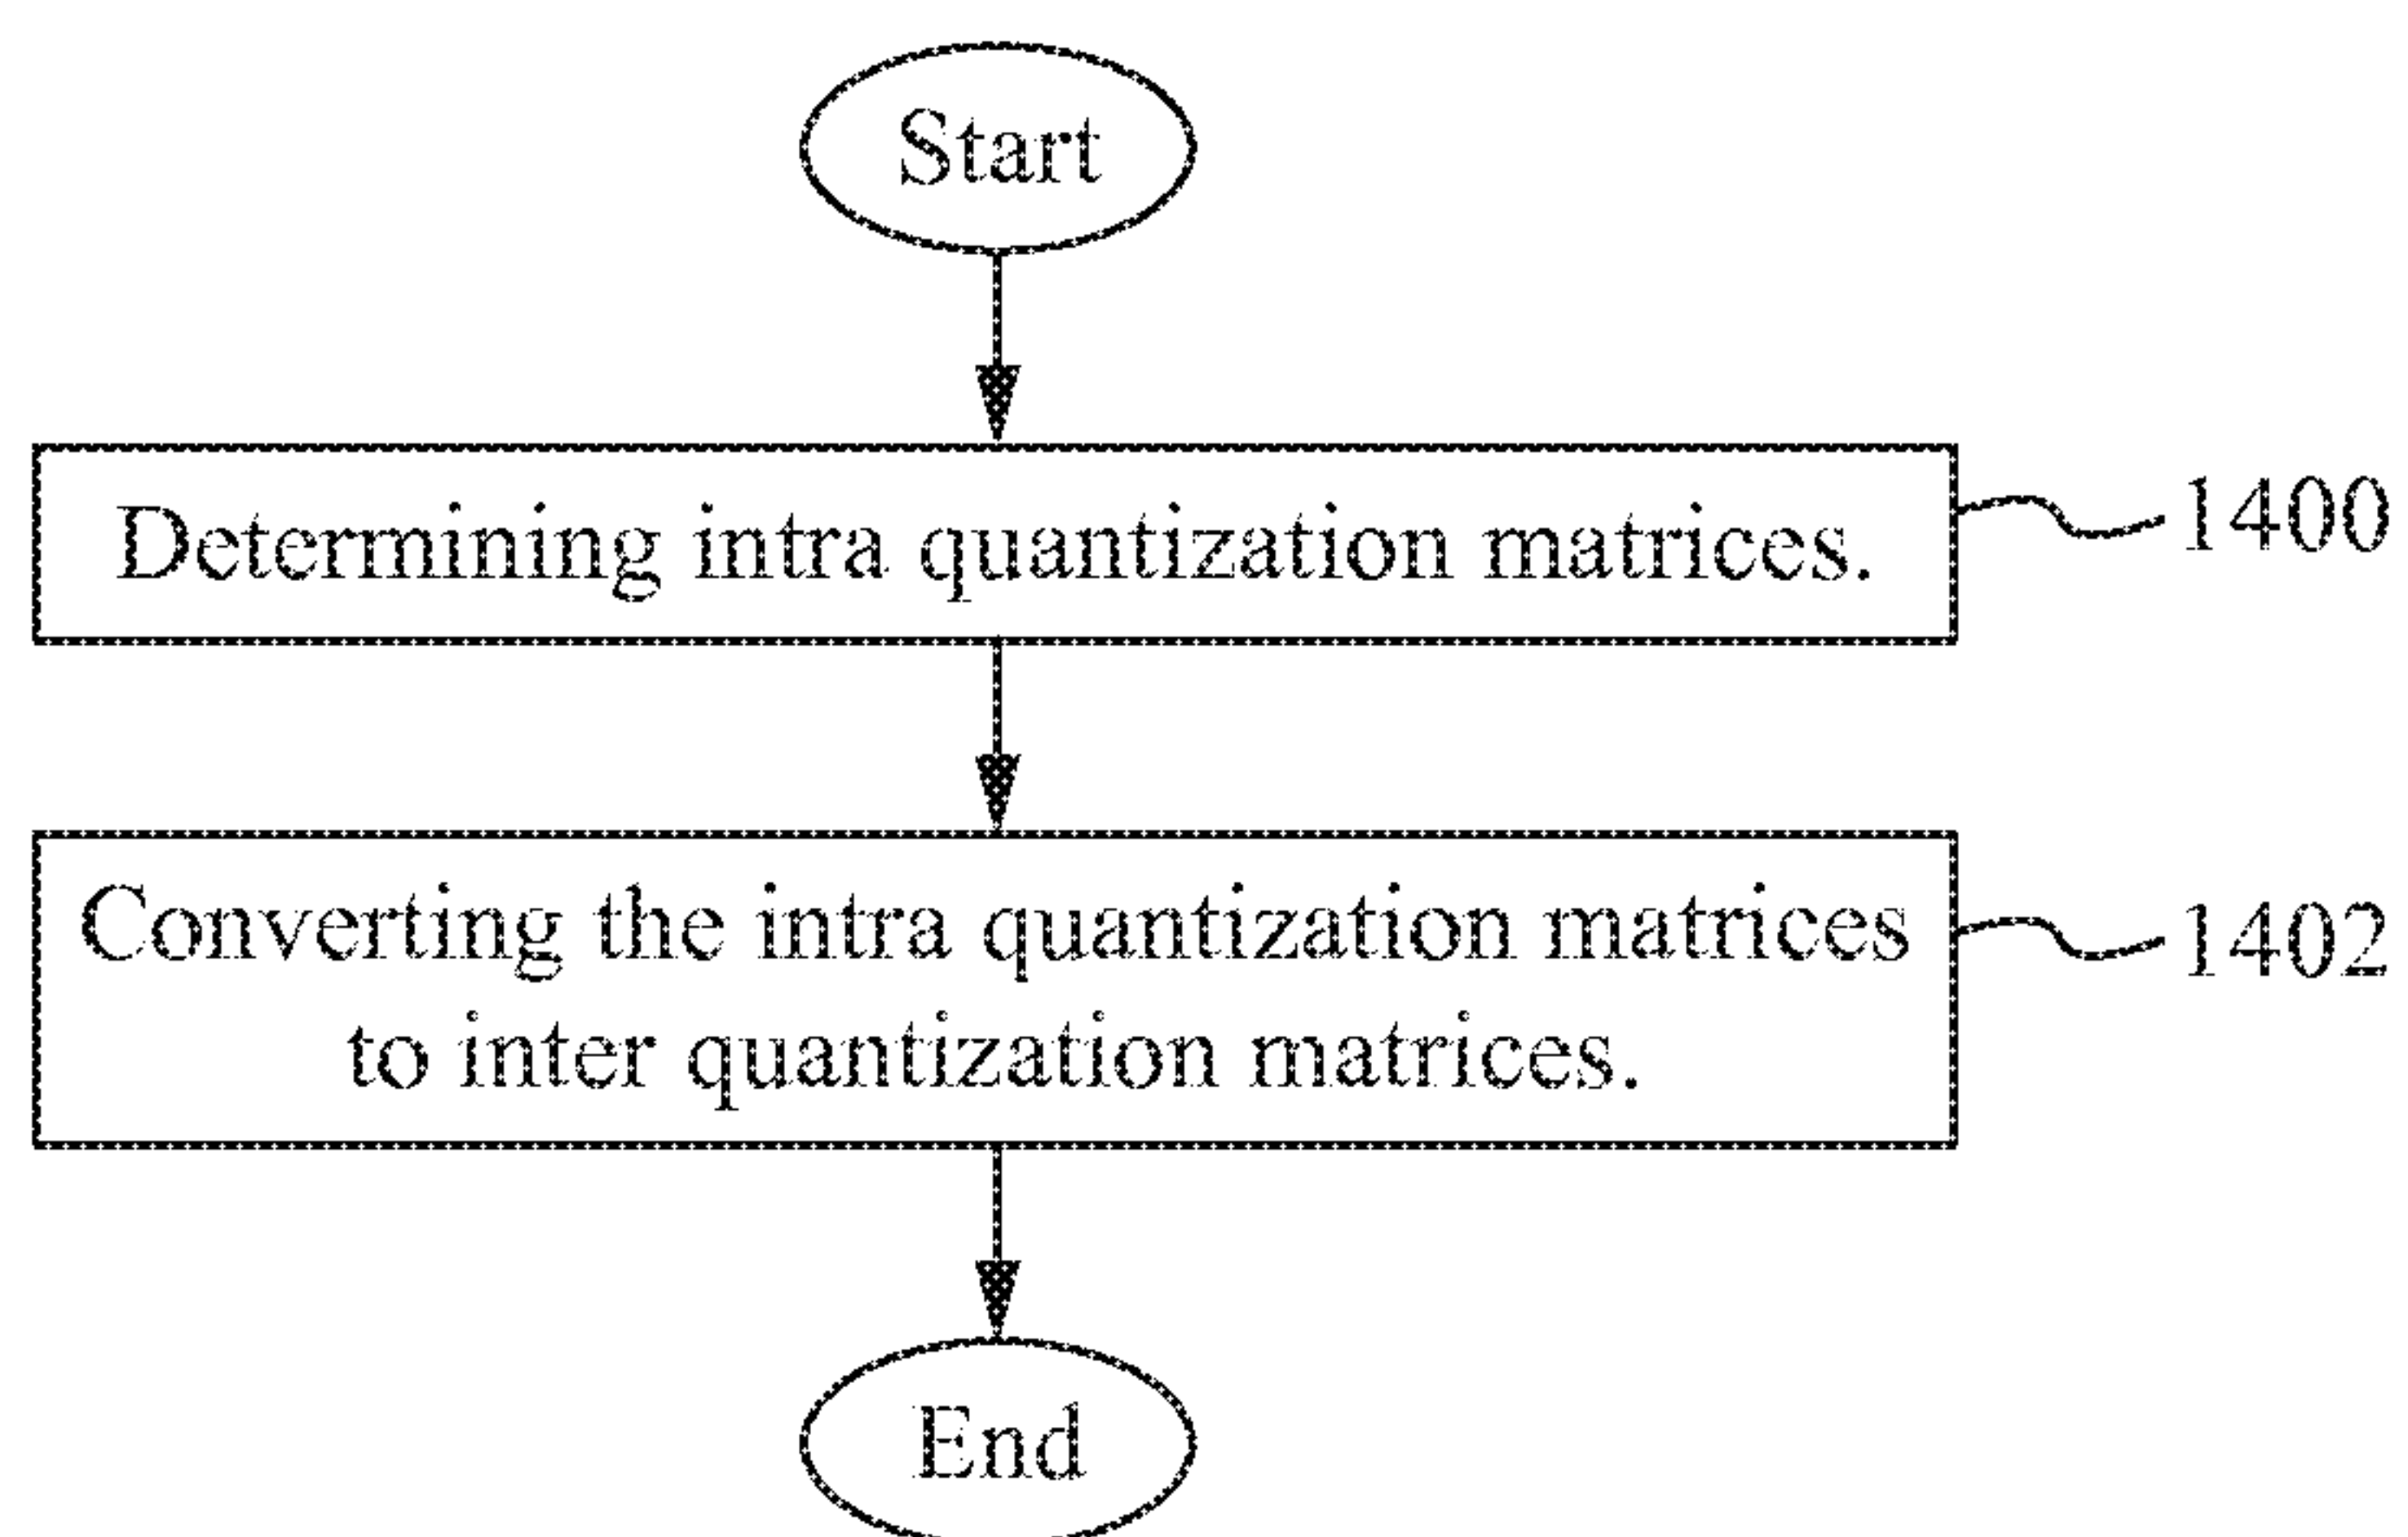 Start
Determining intra quantization matrices.
1400
Converting the intra quantization matrices
to inter quantization matrices.
1402
End